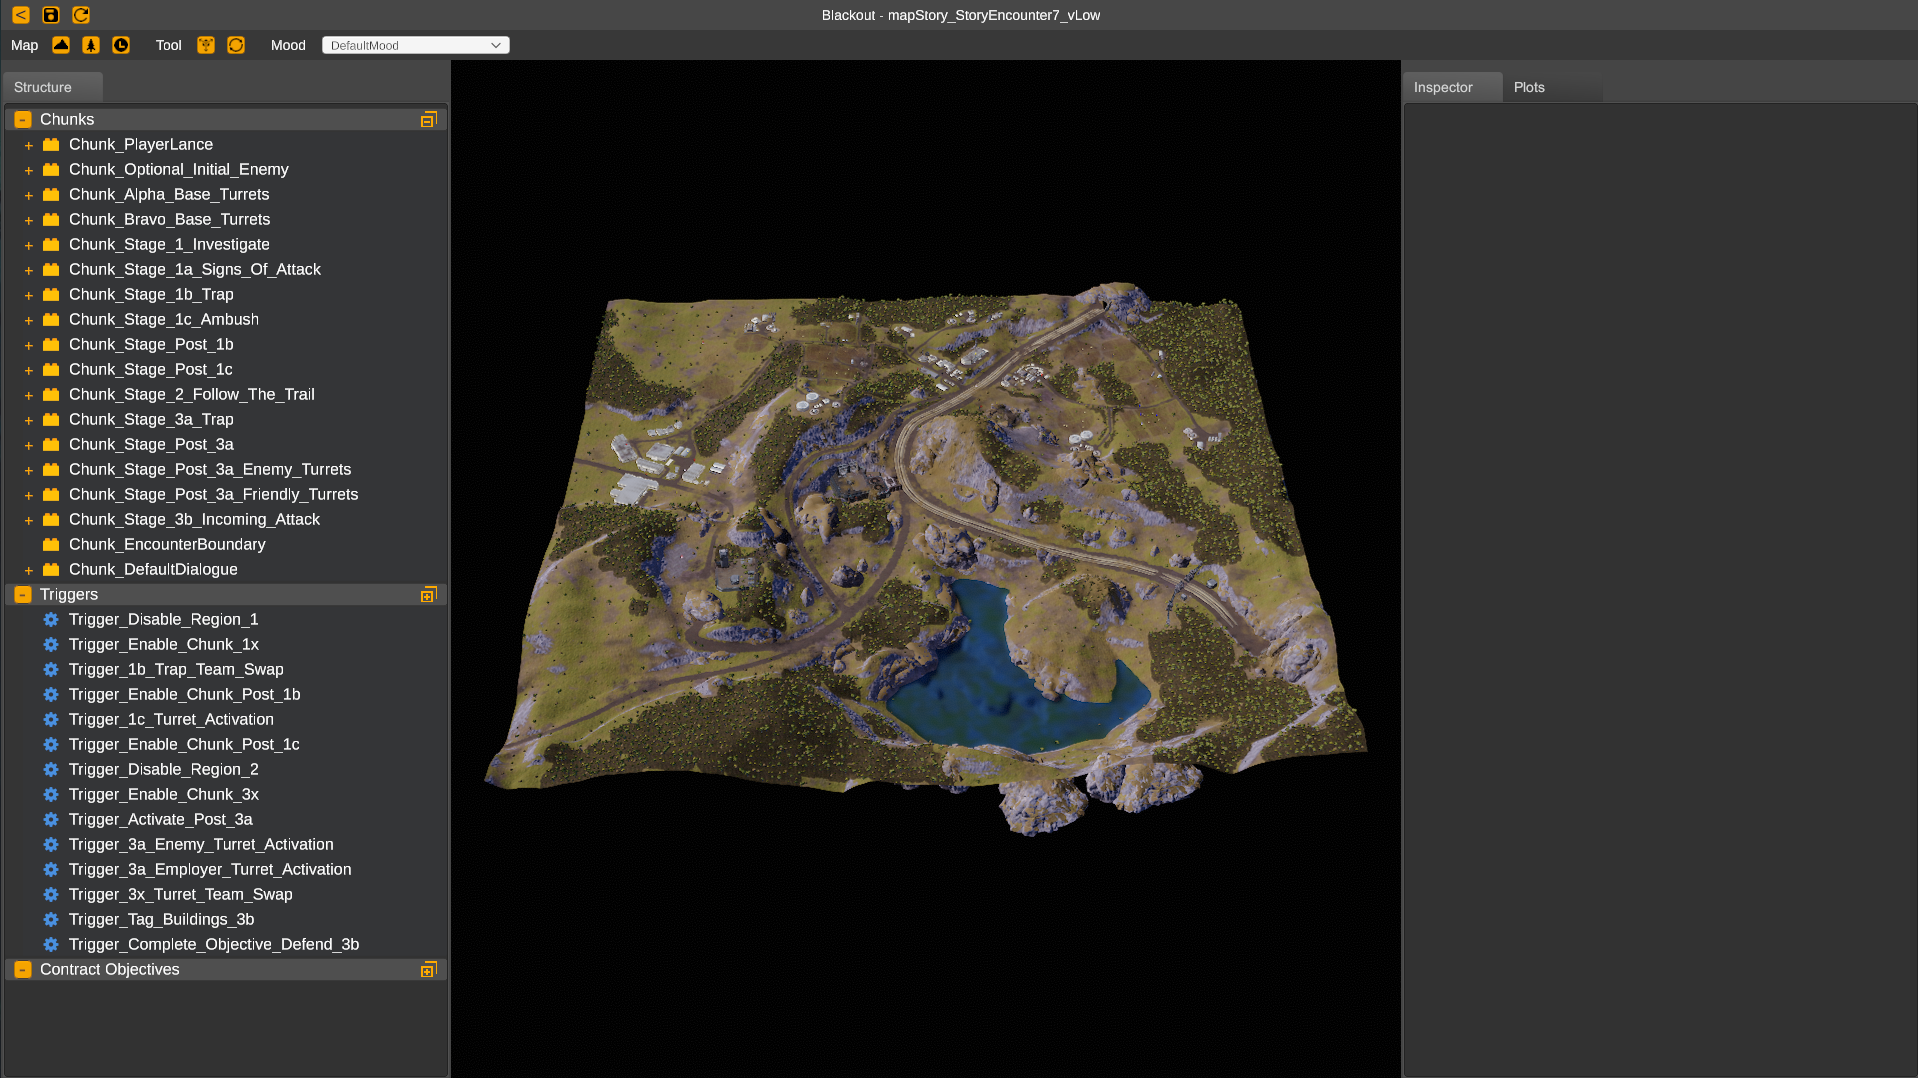 Blackout - mapStory_StoryEncounter7_vLow
Map Tool Mood DefaultMood
Structure
Inspector Plots
Chunks
Chunk_PlayerLance
Chunk_Optional_Initial_Enemy
Chunk_Alpha_Base_Turrets
Chunk_Bravo_Base_Turrets
Chunk_Stage_1_Investigate
Chunk_Stage_1a_Signs_Of_Attack
Chunk_Stage_1b_Trap
Chunk_Stage_1c_Ambush
Chunk_Stage_Post_1b
Chunk_Stage_Post_1c
Chunk_Stage_2_Follow_The_Trail
Chunk_Stage_3a_Trap
Chunk_Stage_Post_3a
Chunk_Stage_Post_3a_Enemy_Turrets
Chunk_Stage_Post_3a_Friendly_Turrets
Chunk_Stage_3b_Incoming_Attack
Chunk_EncounterBoundary
Chunk_DefaultDialogue
Triggers
Trigger_Disable_Region_1
Trigger_Enable_Chunk_1x
Trigger_1b_Trap_Team_Swap
Trigger_Enable_Chunk_Post_1b
Trigger_1c_Turret_Activation
Trigger_Enable_Chunk_Post_1c
Trigger_Disable_Region_2
Trigger_Enable_Chunk_3x
Trigger_Activate_Post_3a
Trigger_3a_Enemy_Turret_Activation
Trigger_3a_Employer_Turret_Activation
Trigger_3x_Turret_Team_Swap
Trigger_Tag_Buildings_3b
Trigger_Complete_Objective_Defend_3b
Contract Objectives